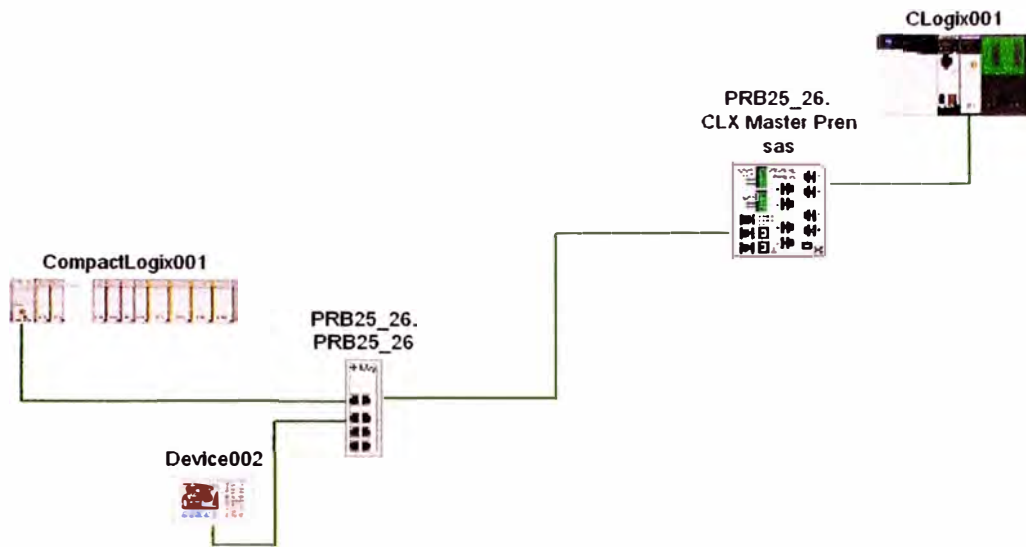 CLogix001
PRB25_26.
CLX Master Pren
sas
CompactLogix001
PRB25_26.
PRB25_26
Device002